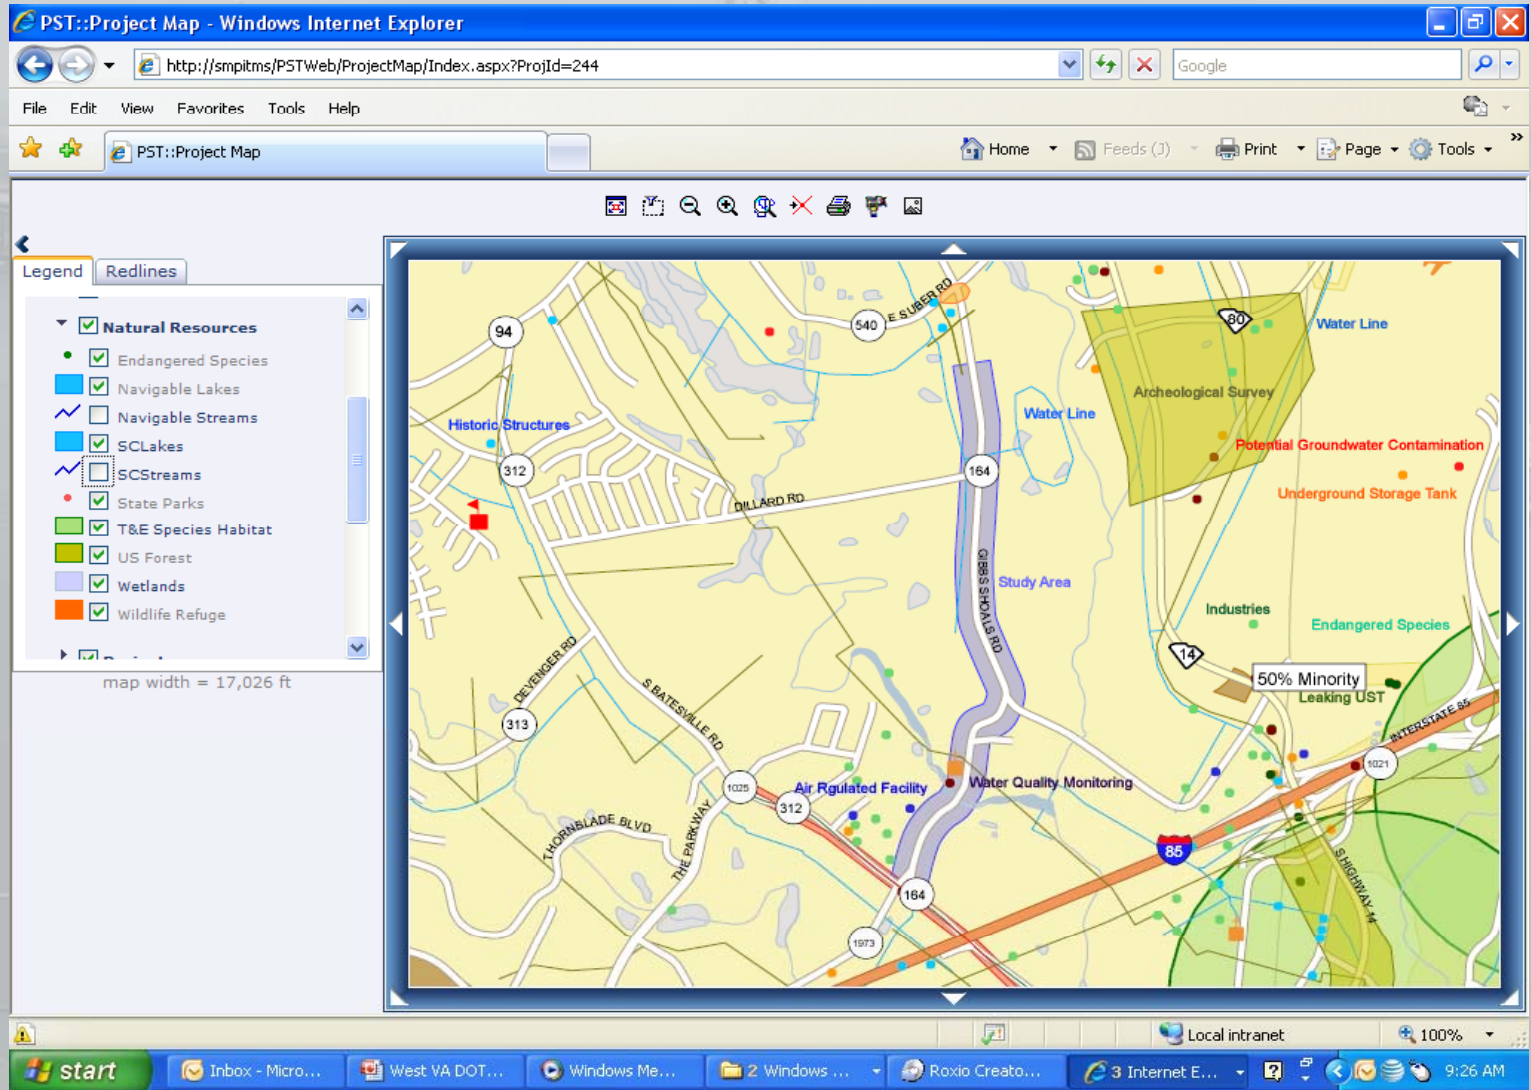 PST::Project Map - Windows Internet Explorer
http://smpitms/PSTWeb/ProjectMap/Index.aspx?ProjId=244
Google
File Edit View Favorites Tools Help
PST::Project Map
Home Feeds (J) Print Page Tools »
Legend Redlines
Natural Resources
Endangered Species
Navigable Lakes
Navigable Streams
SCLakes
SCStreams
State Parks
T&E Species Habitat
US Forest
Wetlands
Wildlife Refuge
map width = 17,026 ft
94
540
E SUBER RD
80
Water Line
Archeological Survey
Historic Structures
Water Line
Potential Groundwater Contamination
312
164
Underground Storage Tank
DILLARD RD
GIBBS SHOALS RD
Study Area
Industries
Endangered Species
14
DEVENGER RD
50% Minority
S BATESVILLE RD
Leaking UST
313
INTERSTATE 85
1021
1025
Air Rgulated Facility
Water Quality Monitoring
312
THORNBLADE BLVD
THE PARKWAY
85
S HIGHWAY 14
164
1973
Local intranet
100%
start
Inbox - Micro...
West VA DOT...
Windows Me...
2 Windows ...
Roxio Creato...
3 Internet E...
9:26 AM